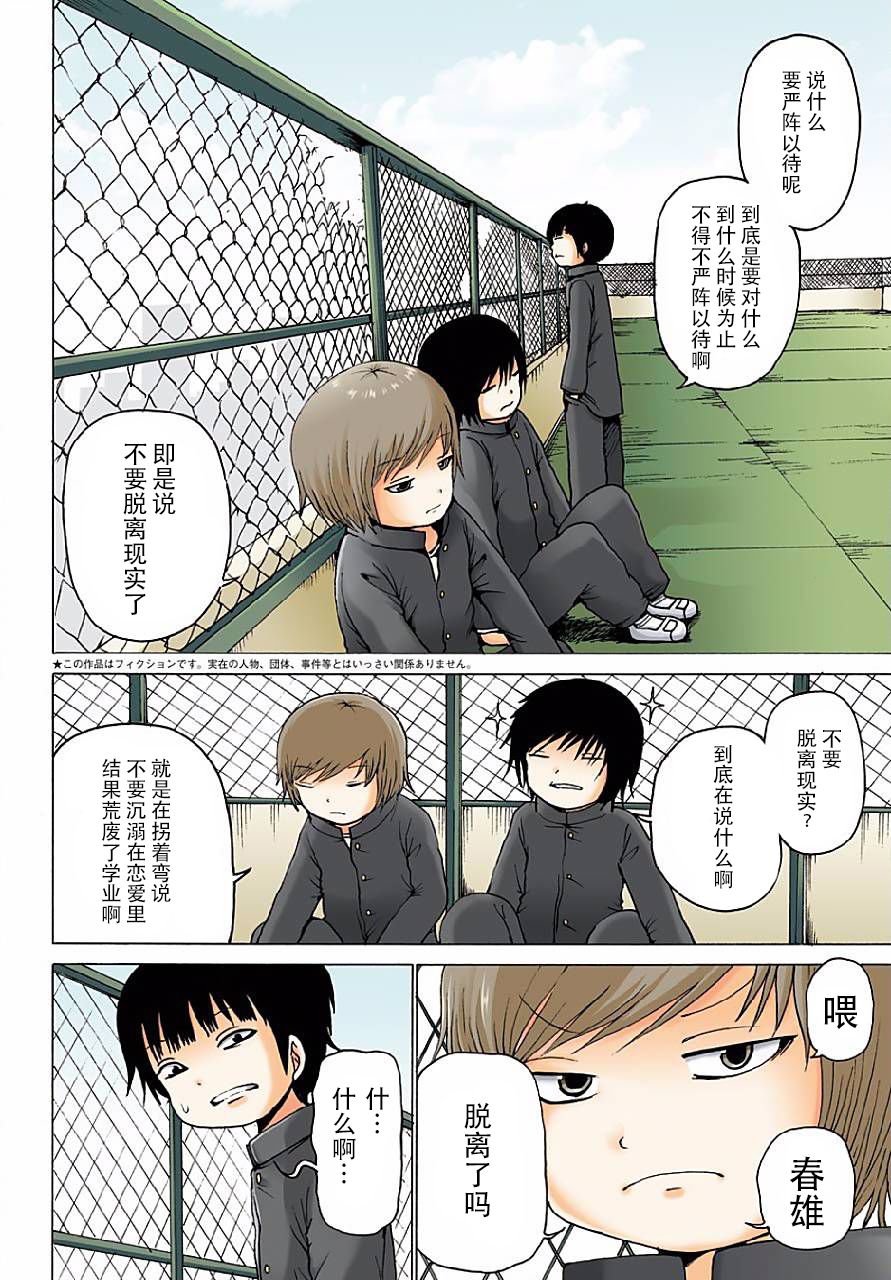 说什么
要严阵以待呢
到底是要对什么
到什么时候为止
不得不严阵以待啊
即是说
不要脱离现实了
★この作品はフィクションです。実在の人物、団体、事件等とはいっさい関係ありません。
不要
脱离现实？
到底在说什么啊
就是在拐着弯说
不要沉溺在恋爱里
结果荒废了学业啊
喂
春雄
脱离了吗
什…
什么啊…